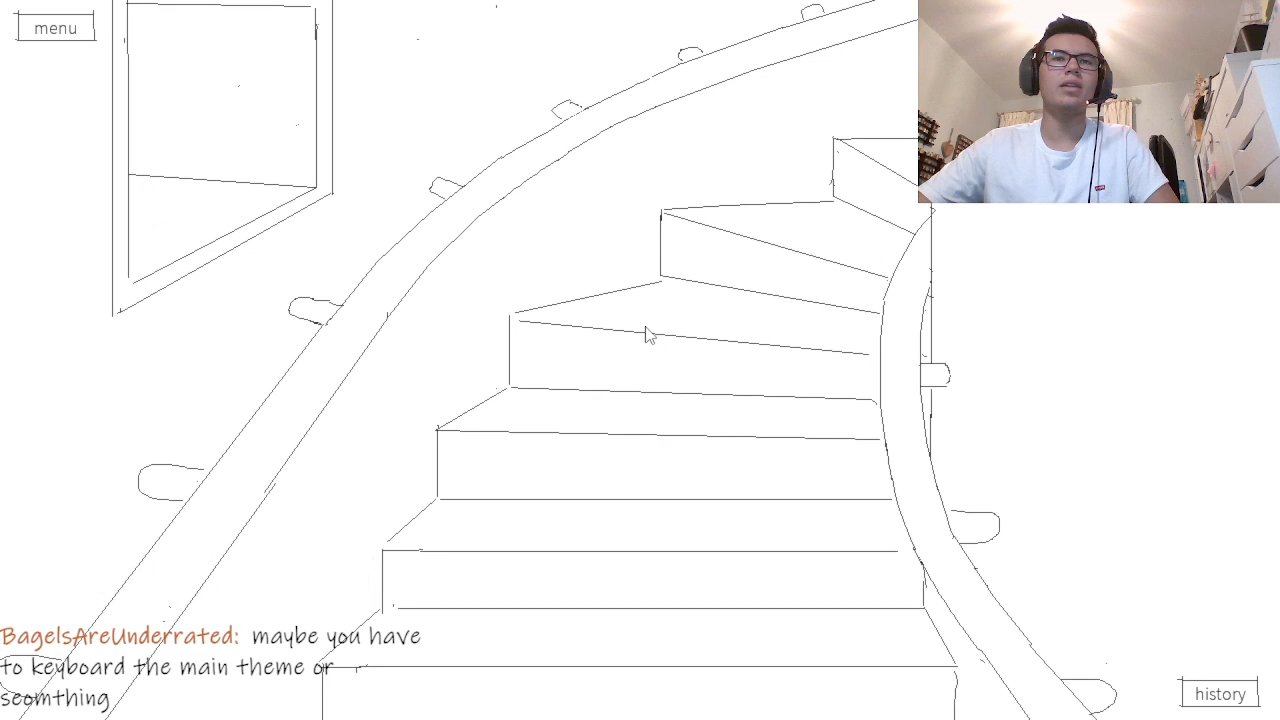 menu
BagelsAreUnderrated: maybe you have
to keyboard the main theme or
seomthing
history